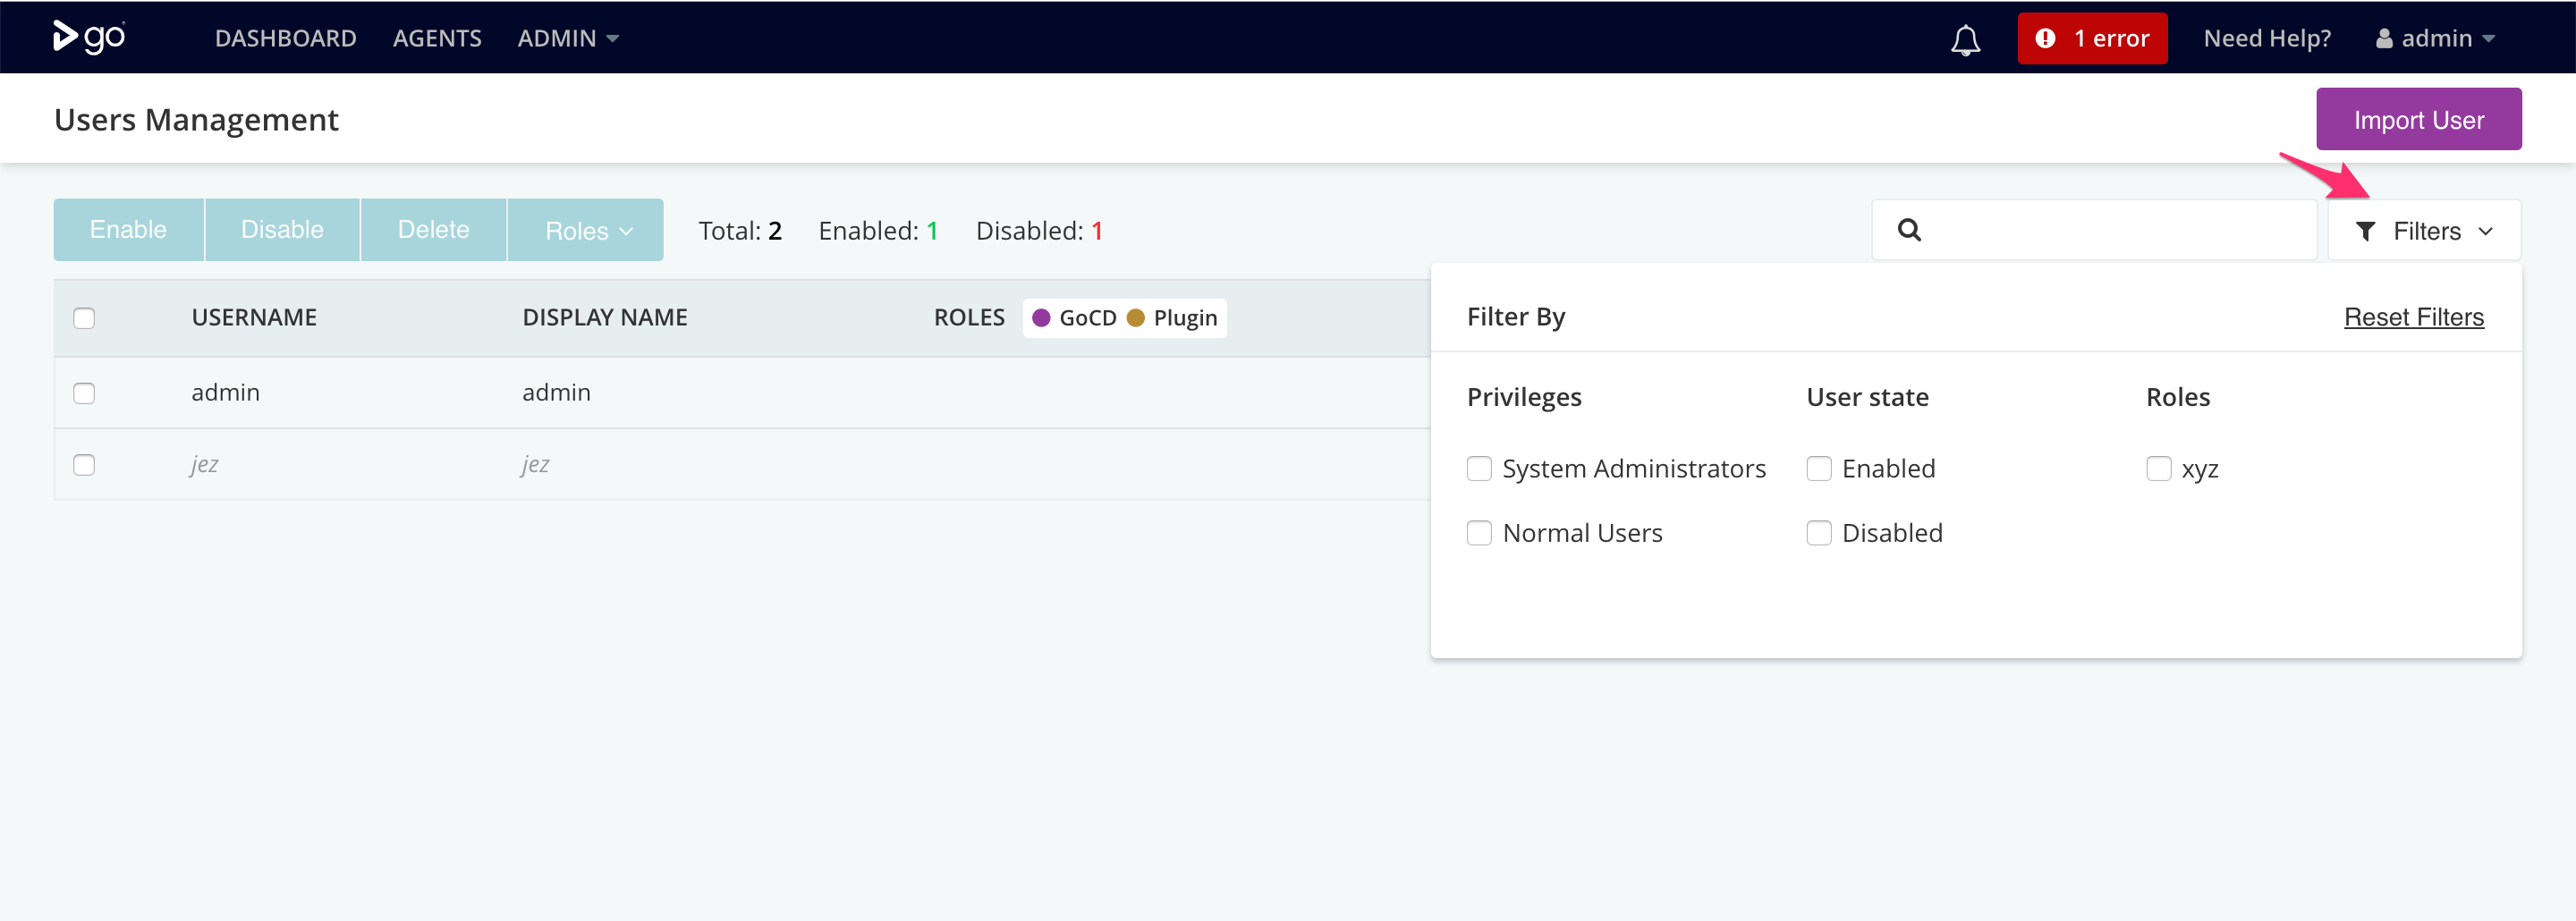 go DASHBOARD AGENTS ADMIN 1 error Need Help? admin
Users Management Import User
Enable Disable Delete Roles Total: 2 Enabled: 1 Disabled: 1 Filters
USERNAME DISPLAY NAME ROLES GoCD Plugin
admin admin
jez jez
Filter By Reset Filters
Privileges User state Roles
System Administrators Enabled xyz
Normal Users Disabled